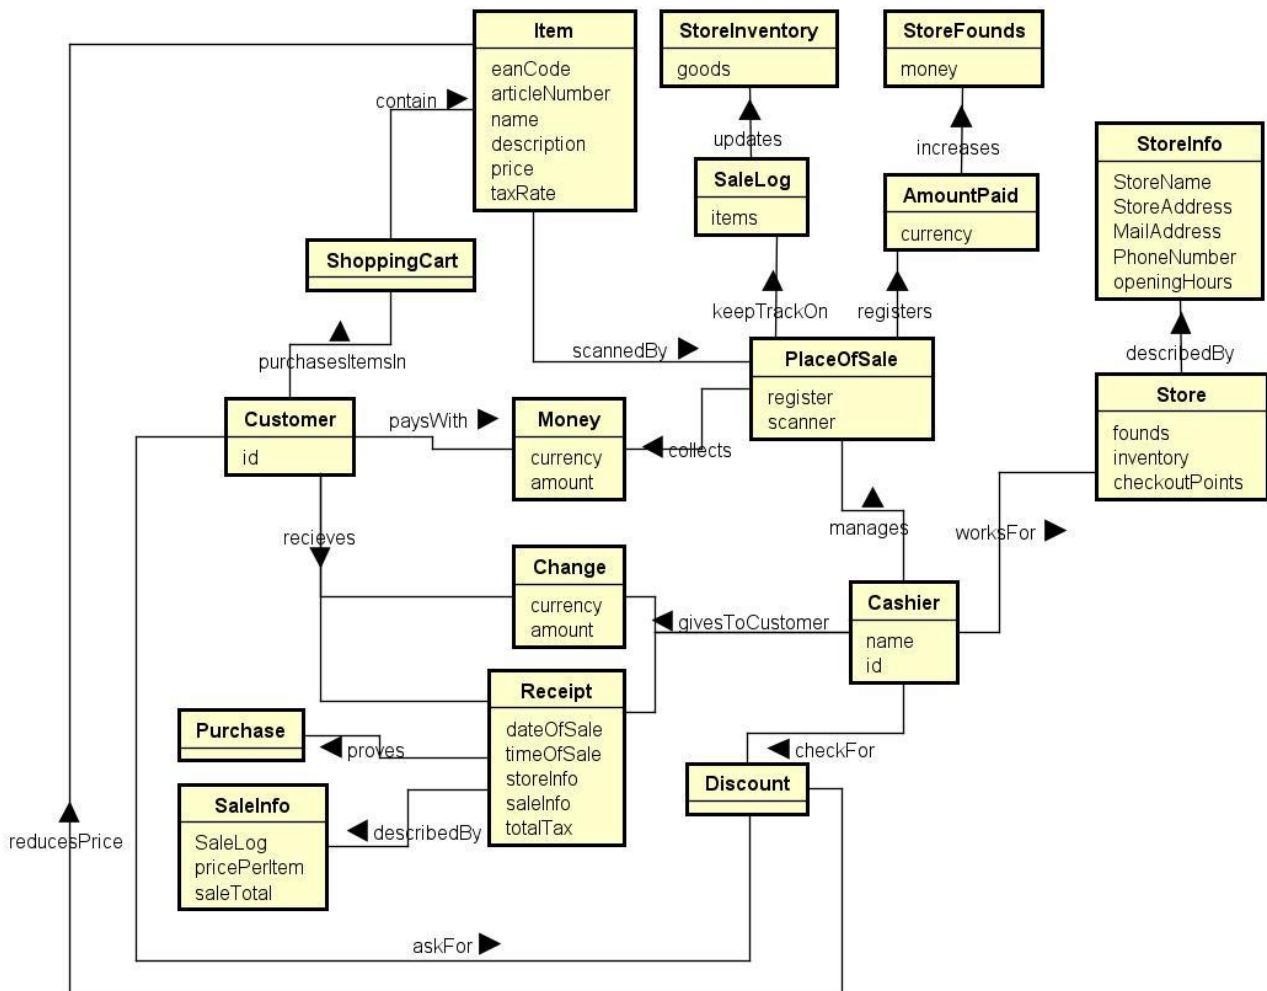 Item
eanCode
articleNumber
name
description
price
taxRate
StoreInventory
goods
StoreFounds
money
contain
updates
increases
StoreInfo
StoreName
StoreAddress
MailAddress
PhoneNumber
openingHours
SaleLog
items
AmountPaid
currency
ShoppingCart
keepTrackOn
registers
purchasesItemsIn
scannedBy
PlaceOfSale
register
scanner
describedBy
Store
founds
inventory
checkoutPoints
Customer
id
paysWith
Money
currency
amount
collects
manages
worksFor
recieves
Change
currency
amount
givesToCustomer
Cashier
name
id
Receipt
dateOfSale
timeOfSale
storeInfo
saleInfo
totalTax
Purchase
proves
checkFor
Discount
SaleInfo
SaleLog
pricePerItem
saleTotal
describedBy
reducesPrice
askFor